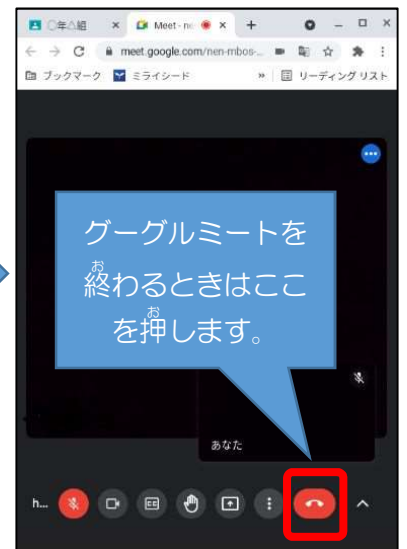 ○年△組
Meet - ne
meet.google.com/nen-mbos-...
ブックマーク
ミライシード
»
リーディング リスト
グーグルミートを
終わるときはここ
お
を押します。
お
あなた
h...